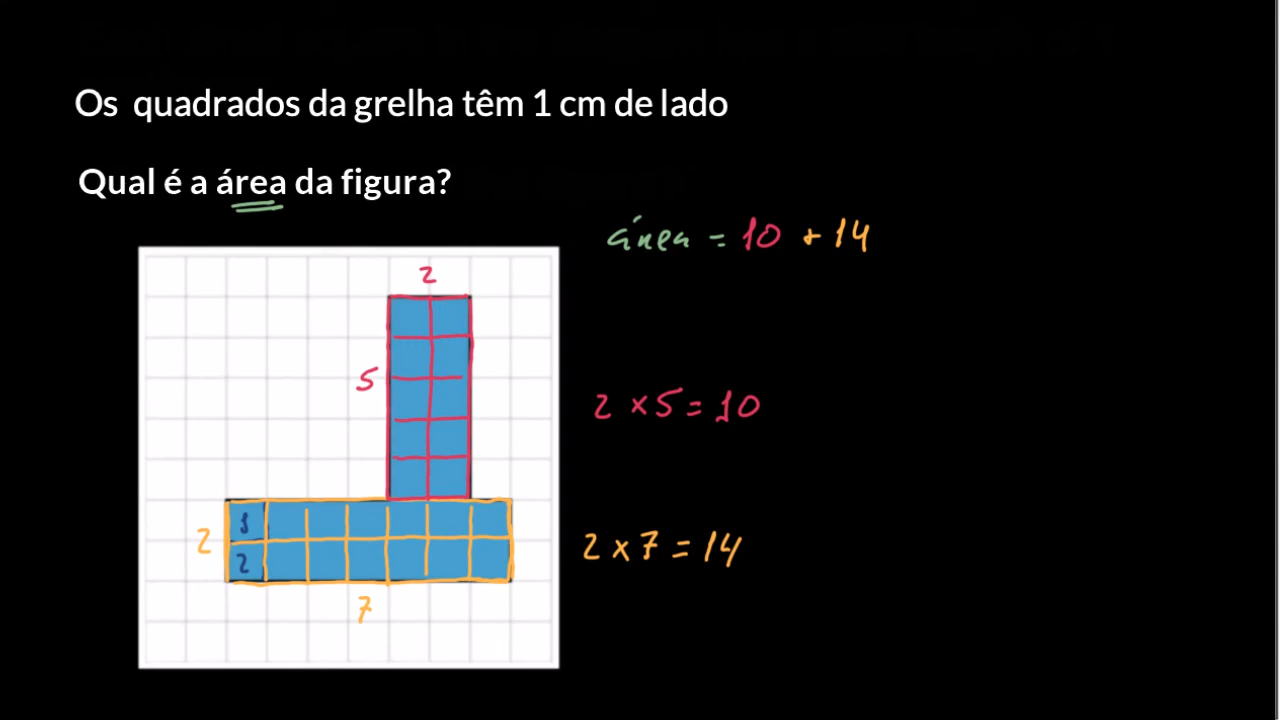 Os quadrados da grelha têm 1 cm de lado
Qual é a área da figura?
área = 10 + 14
2
5
2 x 5 = 10
1
2
2
2 x 7 = 14
7